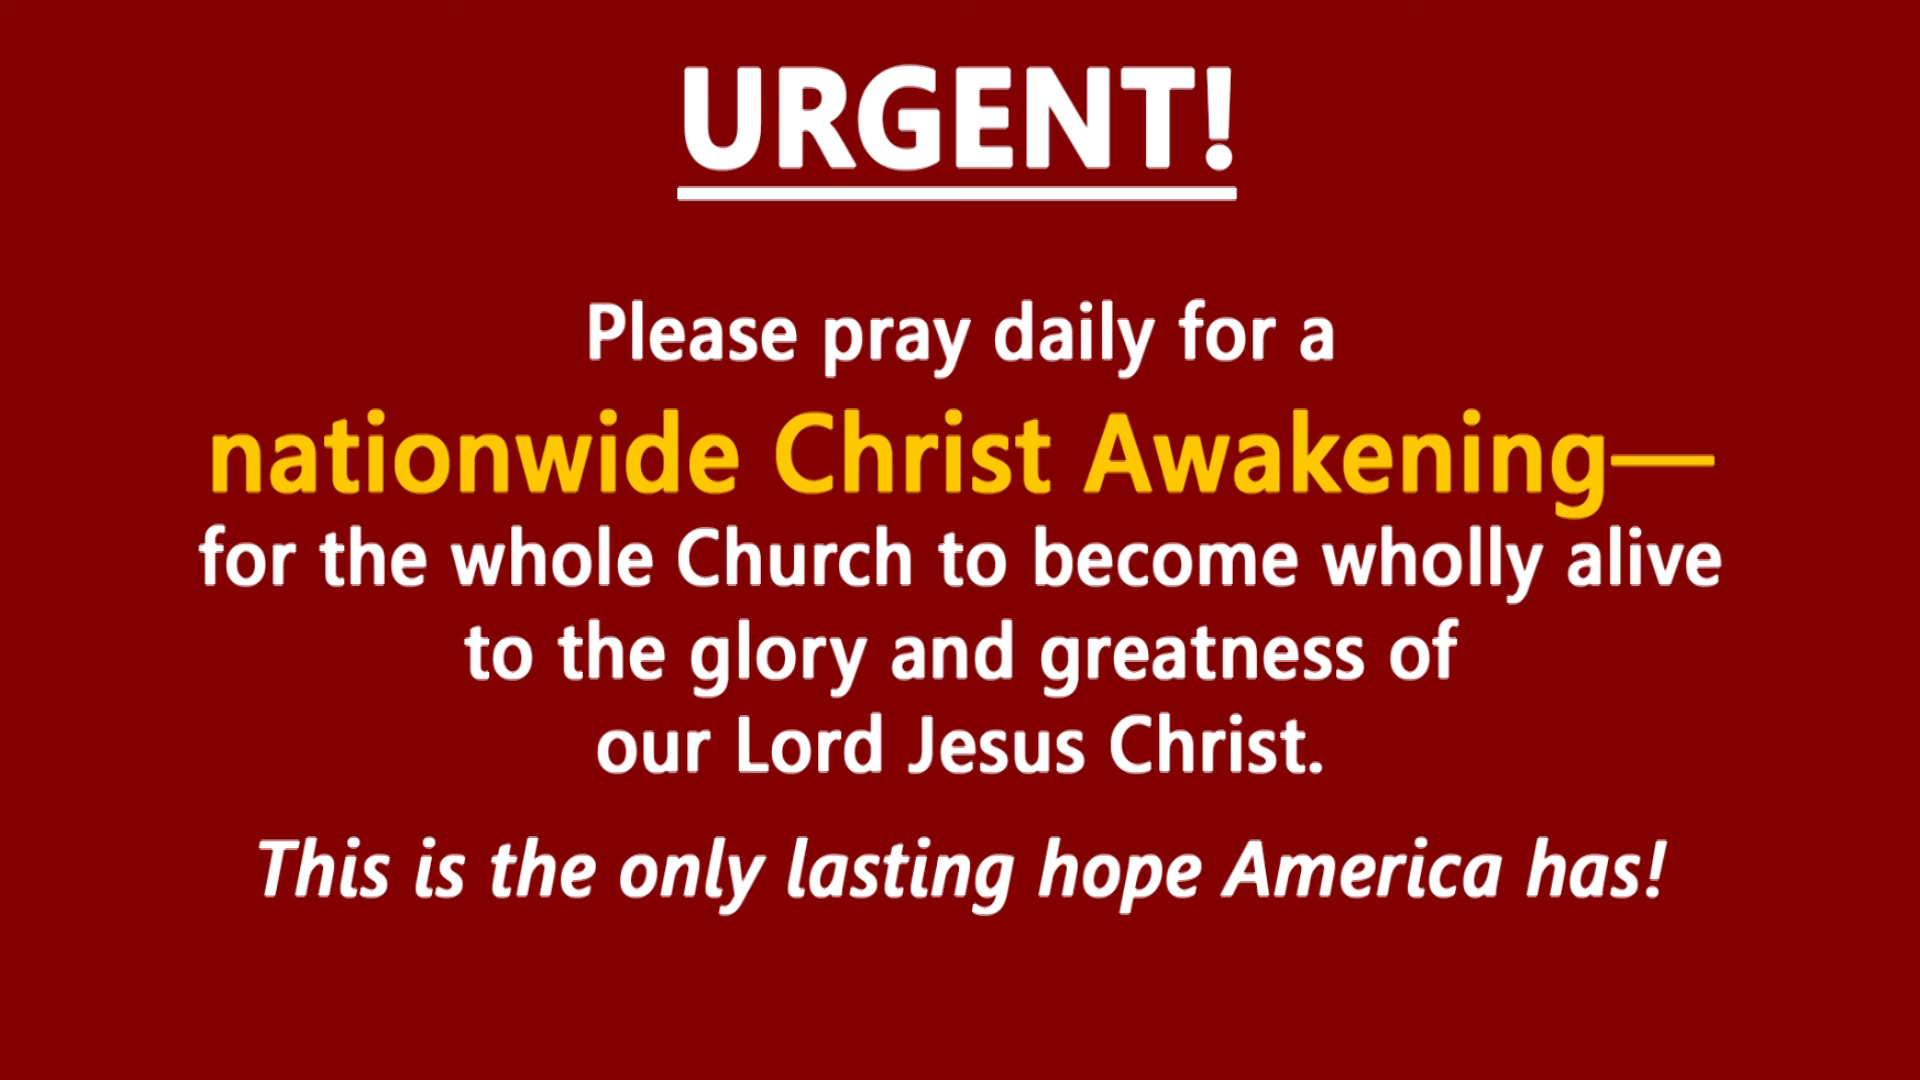 URGENT!
Please pray daily for a
nationwide Christ Awakening—
for the whole Church to become wholly alive
to the glory and greatness of
our Lord Jesus Christ.
This is the only lasting hope America has!